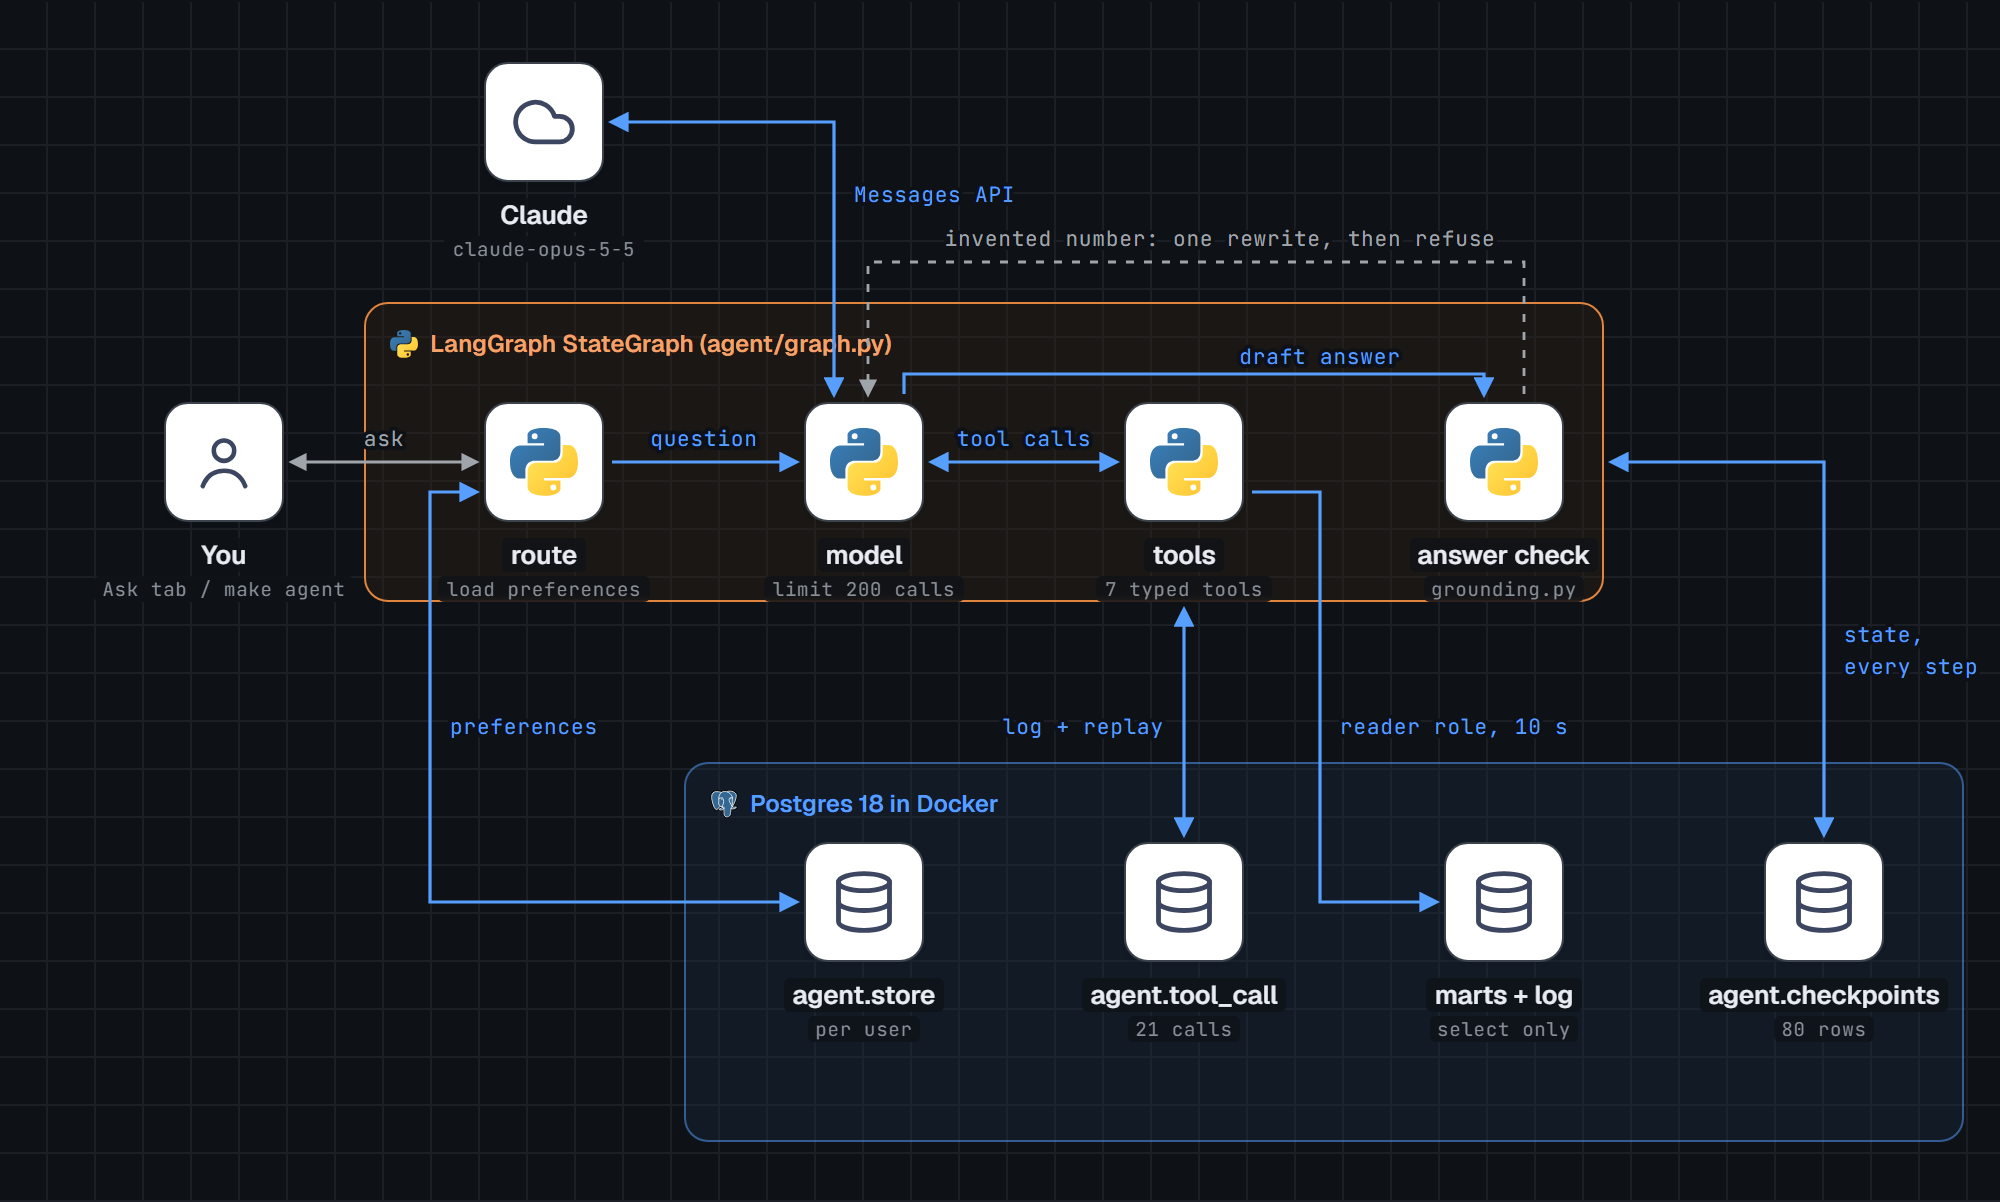 Claude
claude-opus-5-5
Messages API
invented number: one rewrite, then refuse
LangGraph StateGraph (agent/graph.py)
draft answer
ask
question
tool calls
You
Ask tab / make agent
route
load preferences
model
limit 200 calls
tools
7 typed tools
answer check
grounding.py
state,
every step
preferences
log + replay
reader role, 10 s
Postgres 18 in Docker
agent.store
per user
agent.tool_call
21 calls
marts + log
select only
agent.checkpoints
80 rows